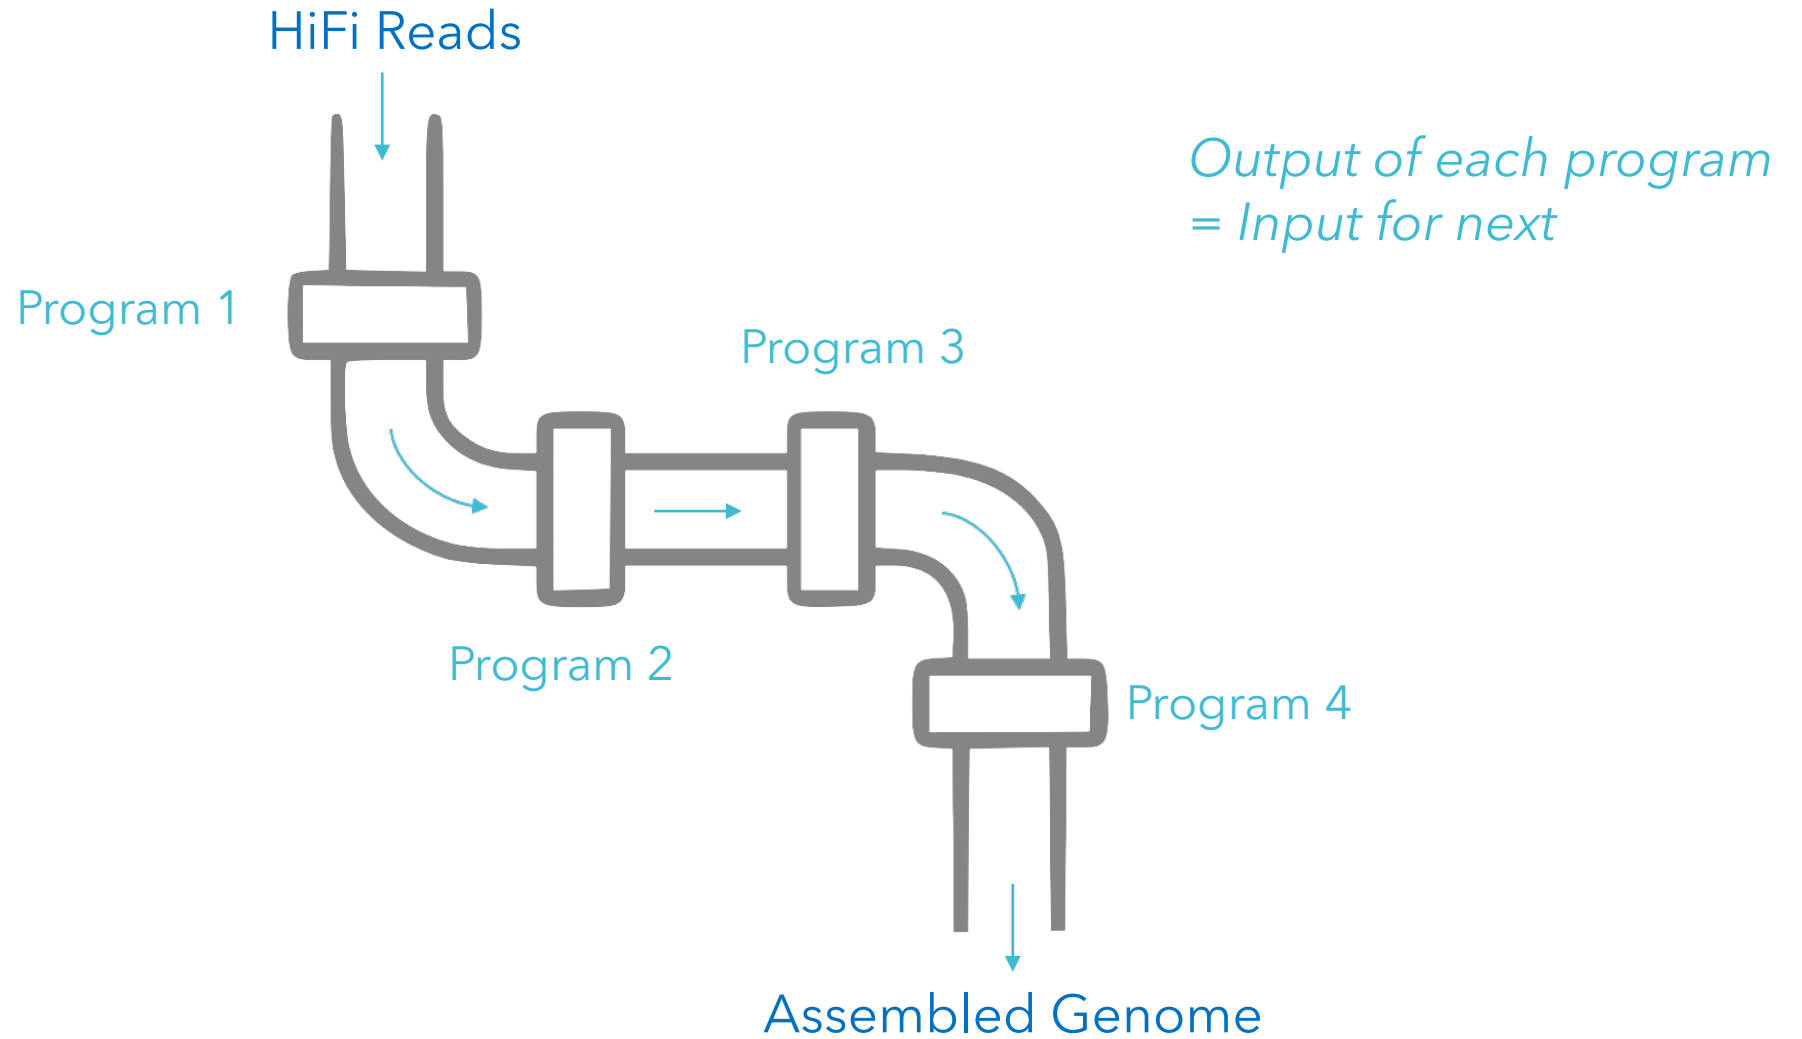 HiFi Reads
Output of each program
= Input for next
Program 1
Program 3
Program 2
Program 4
Assembled Genome